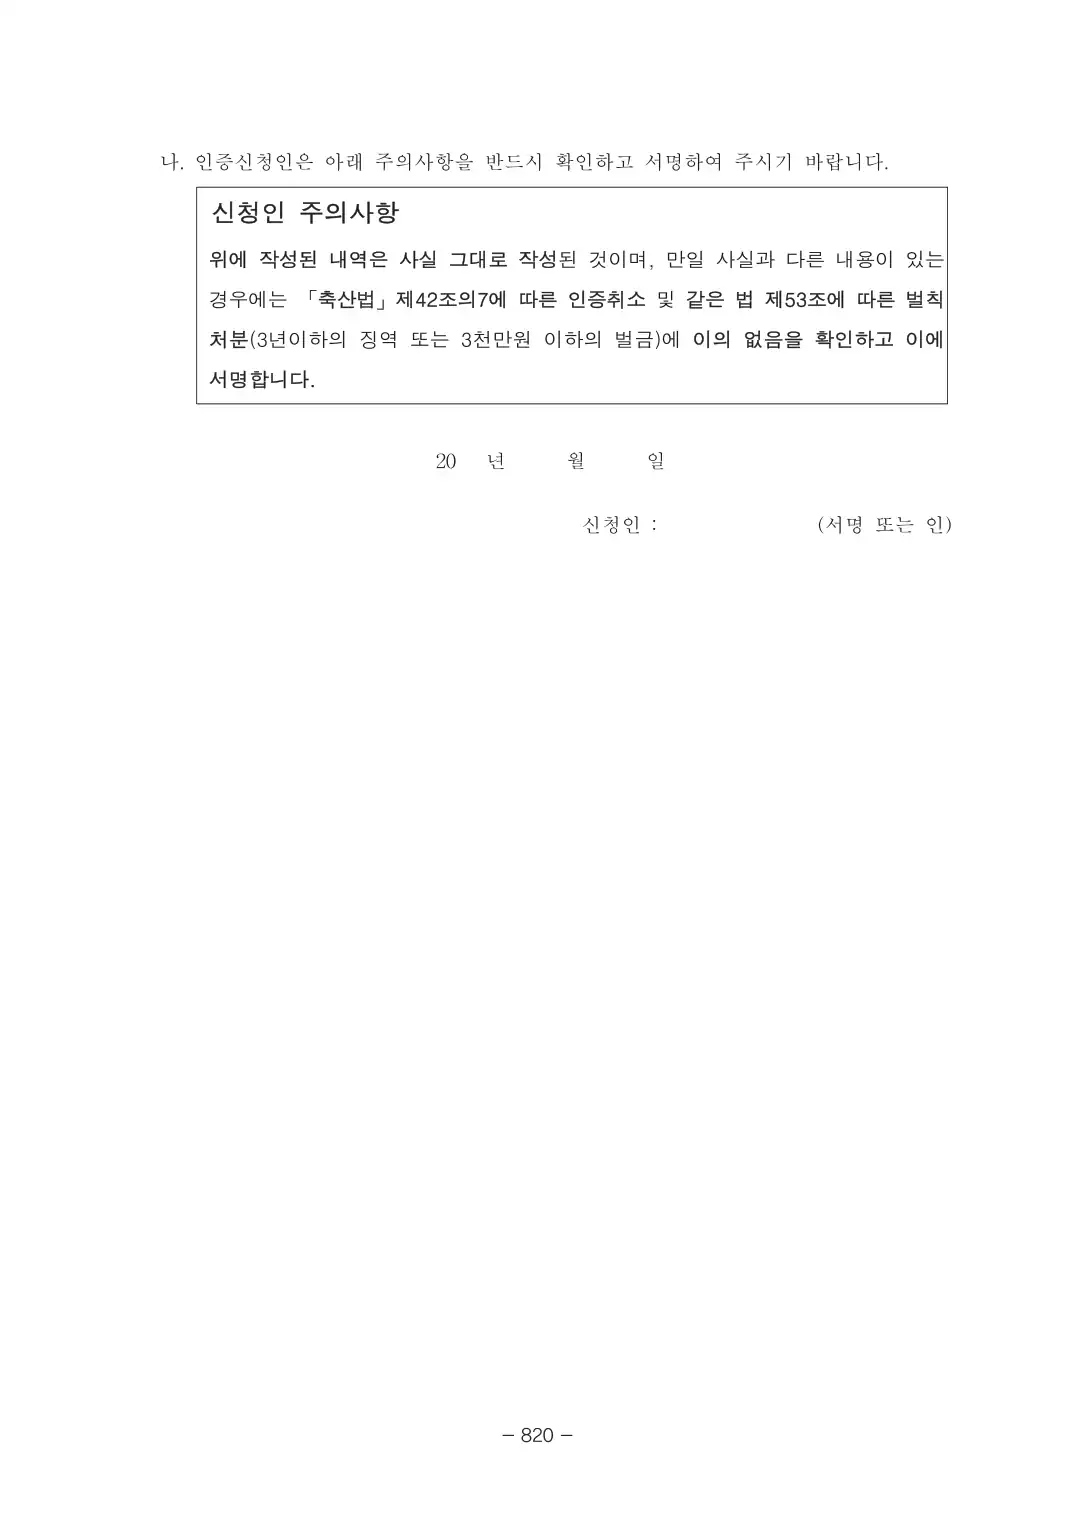 나. 인증신청인은 아래 주의사항을 반드시 확인하고 서명하여 주시기 바랍니다.
신청인 주의사항
위에 작성된 내역은 사실 그대로 작성된 것이며, 만일 사실과 다른 내용이 있는
경우에는 「축산법」제42조의7에 따른 인증취소 및 같은 법 제53조에 따른 벌칙
처분(3년이하의 징역 또는 3천만원 이하의 벌금)에 이의 없음을 확인하고 이에
서명합니다.
20 년 월 일
신청인 : (서명 또는 인)
- 820 -